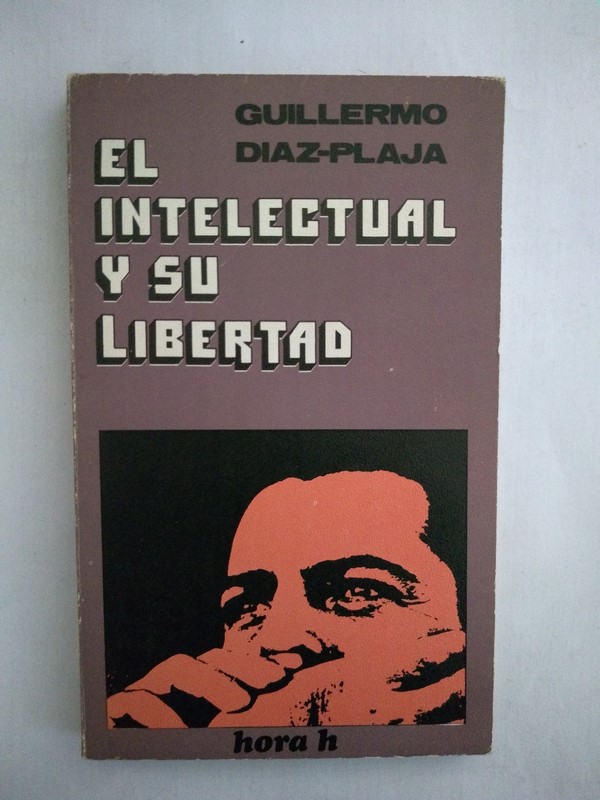 GUILLERMO
DIAZ-PLAJA
EL
INTELECTUAL
Y SU
LIBERTAD
hora h